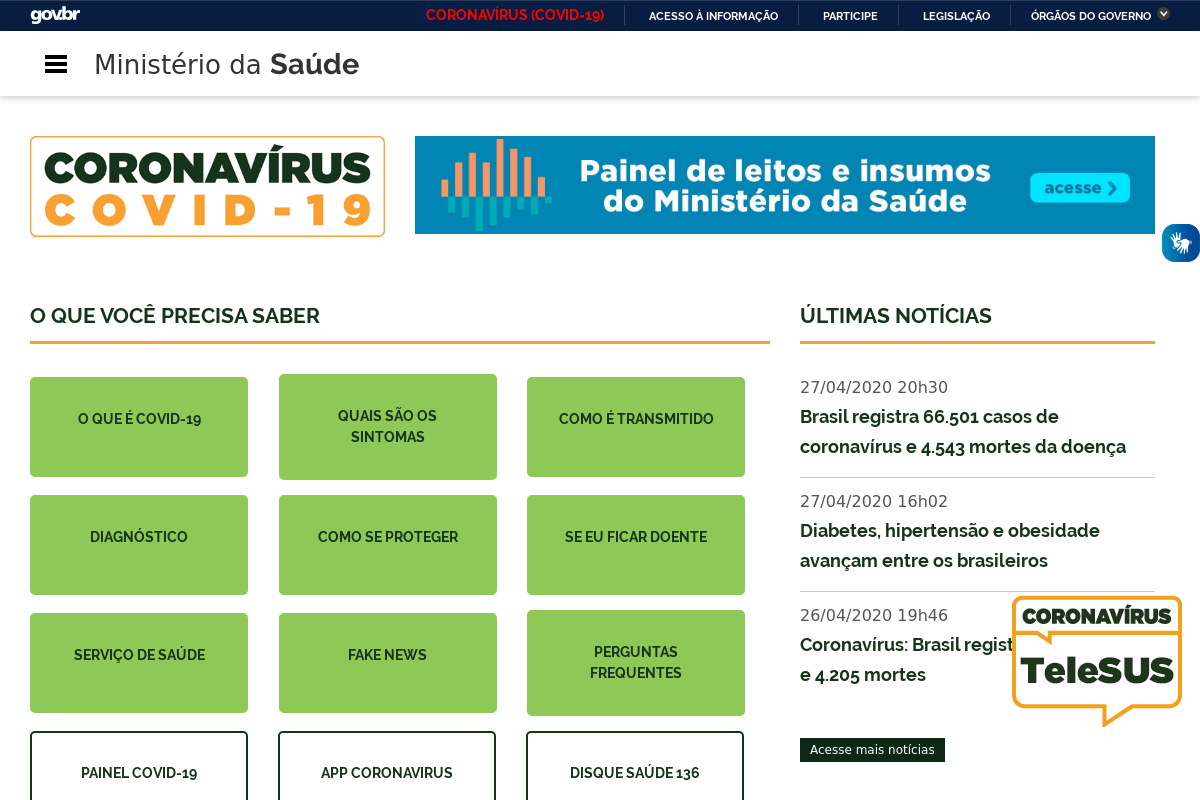 gov.br
CORONAVÍRUS (COVID-19)
ACESSO À INFORMAÇÃO
PARTICIPE
LEGISLAÇÃO
ÓRGÃOS DO GOVERNO
Ministério da Saúde
CORONAVÍRUS
COVID-19
Painel de leitos e insumos
do Ministério da Saúde
acesse
O QUE VOCÊ PRECISA SABER
O QUE É COVID-19
QUAIS SÃO OS
SINTOMAS
COMO É TRANSMITIDO
DIAGNÓSTICO
COMO SE PROTEGER
SE EU FICAR DOENTE
SERVIÇO DE SAÚDE
FAKE NEWS
PERGUNTAS
FREQUENTES
PAINEL COVID-19
APP CORONAVIRUS
DISQUE SAÚDE 136
ÚLTIMAS NOTÍCIAS
27/04/2020 20h30
Brasil registra 66.501 casos de
coronavírus e 4.543 mortes da doença
27/04/2020 16h02
Diabetes, hipertensão e obesidade
avançam entre os brasileiros
26/04/2020 19h46
Coronavírus: Brasil regist
e 4.205 mortes
CORONAVÍRUS
TeleSUS
Acesse mais notícias